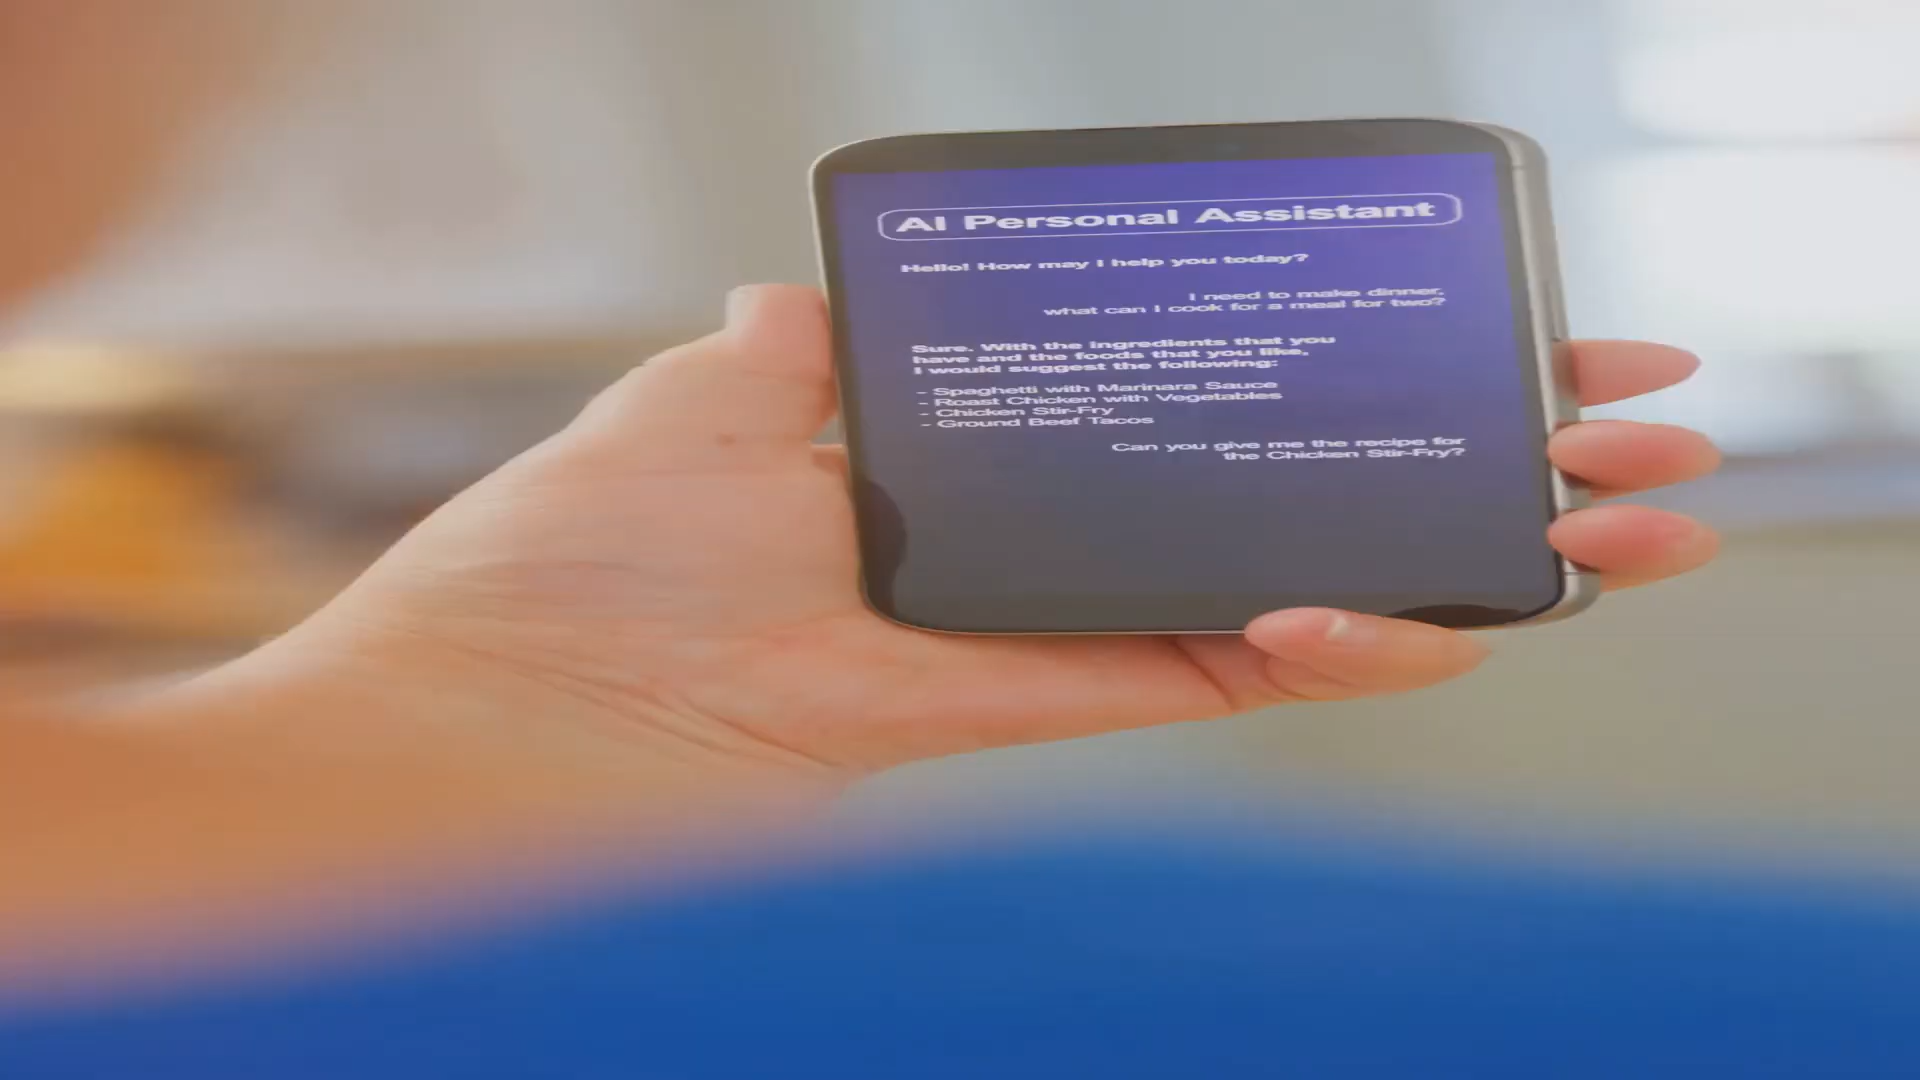 AI Personal Assistant
Hello! How may I help you today?
I need to make dinner,
what can I cook for a meal for two?
Sure. With the ingredients that you
have and the foods that you like,
I would suggest the following:
- Spaghetti with Marinara Sauce
- Roast Chicken with Vegetables
- Chicken Stir-Fry
- Ground Beef Tacos
Can you give me the recipe for
the Chicken Stir-Fry?